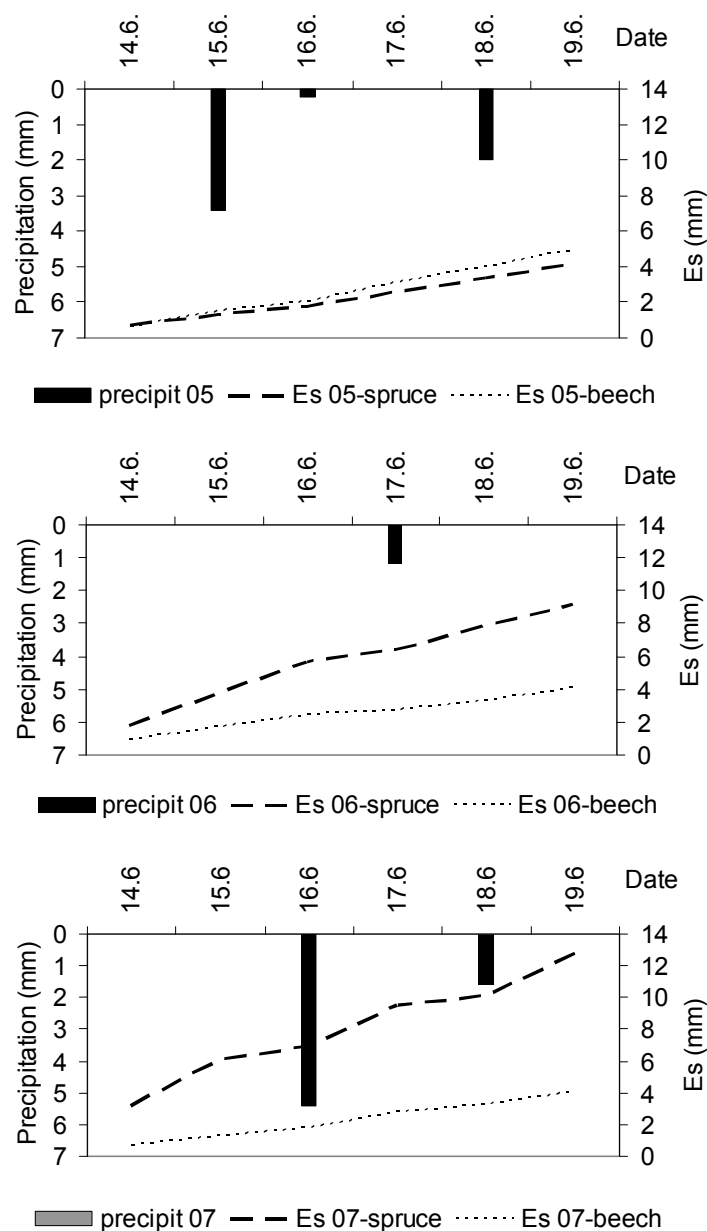 14.6. 15.6. 16.6. 17.6. 18.6. 19.6. Date
Precipitation (mm)
0 1 2 3 4 5 6 7
14 12 10 8 6 4 2 0
Es (mm)
precipit 05 Es 05-spruce Es 05-beech
14.6. 15.6. 16.6. 17.6. 18.6. 19.6. Date
Precipitation (mm)
0 1 2 3 4 5 6 7
14 12 10 8 6 4 2 0
Es (mm)
precipit 06 Es 06-spruce Es 06-beech
14.6 15.6 16.6 17.6 18.6 19.6 Date
Precipitation (mm)
0 1 2 3 4 5 6 7
14 12 10 8 6 4 2 0
Es (mm)
precipit 07 Es 07-spruce Es 07-beech